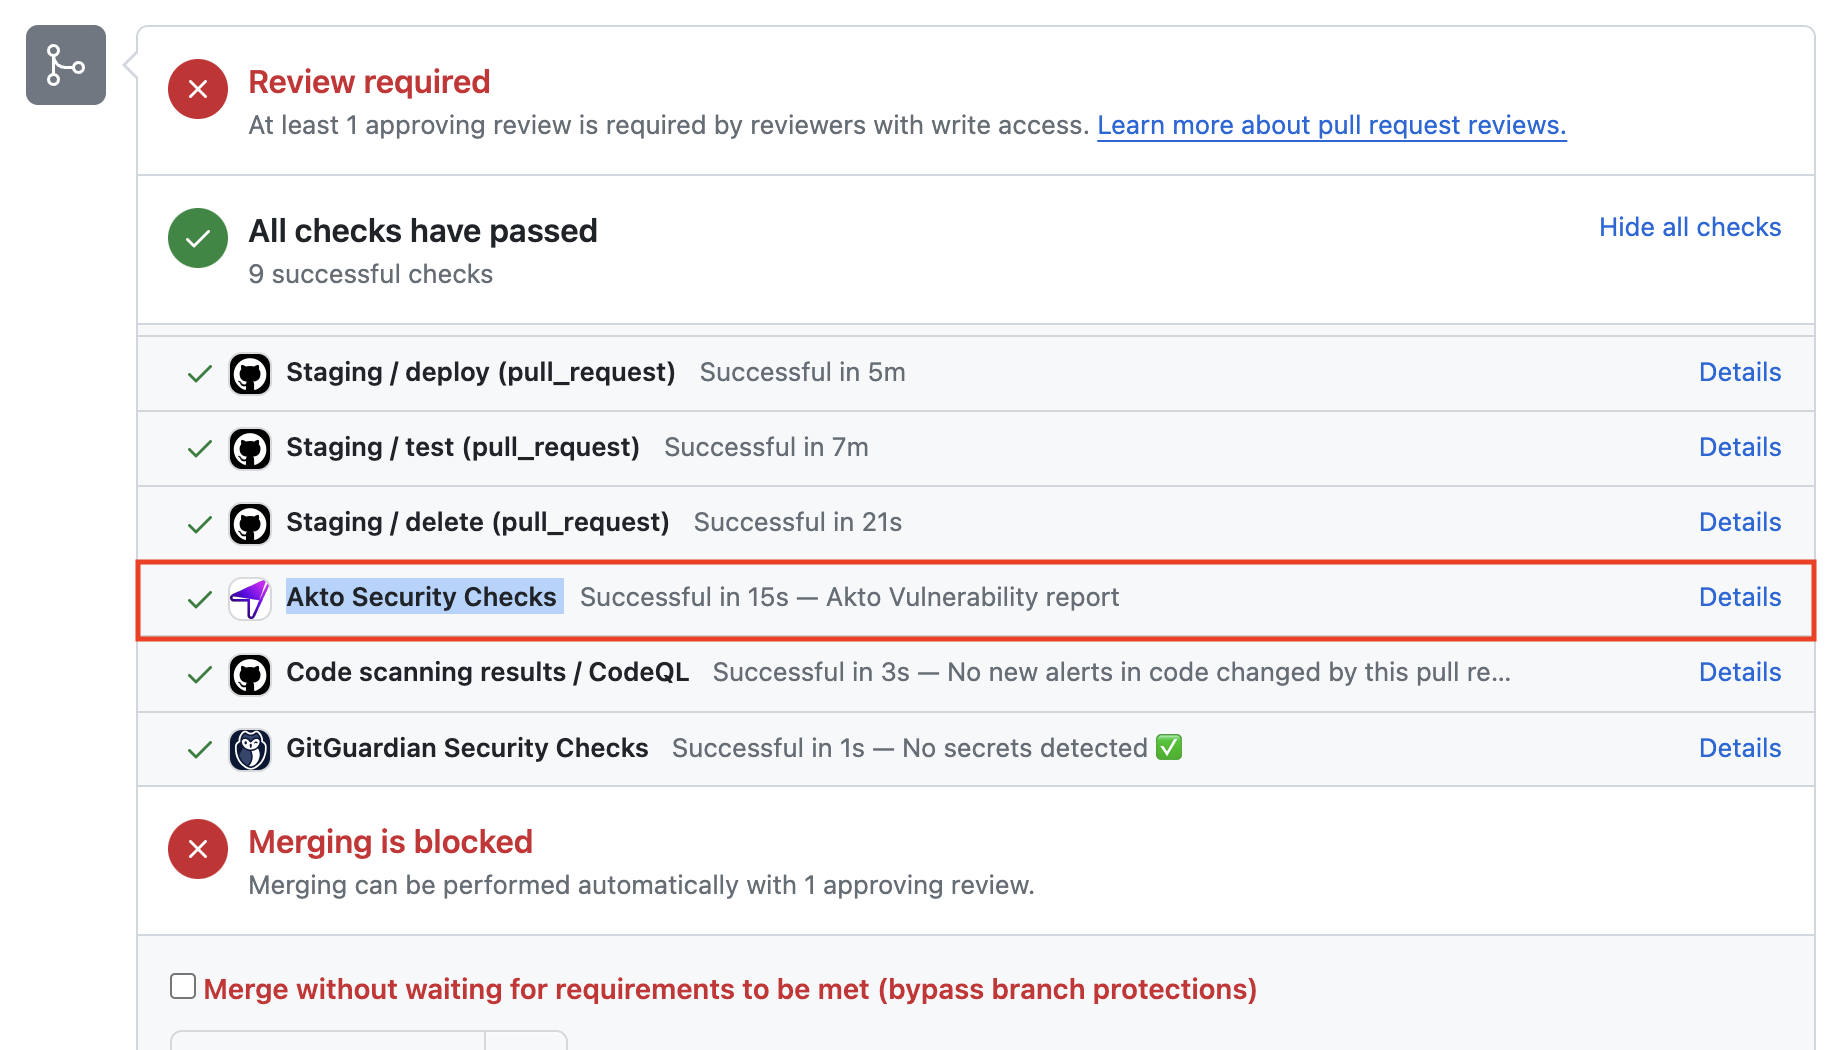 Review required
At least 1 approving review is required by reviewers with write access. Learn more about pull request reviews.
All checks have passed
Hide all checks
9 successful checks
Staging / deploy (pull_request) Successful in 5m Details
Staging / test (pull_request) Successful in 7m Details
Staging / delete (pull_request) Successful in 21s Details
Akto Security Checks Successful in 15s — Akto Vulnerability report Details
Code scanning results / CodeQL Successful in 3s — No new alerts in code changed by this pull re... Details
GitGuardian Security Checks Successful in 1s — No secrets detected ✅ Details
Merging is blocked
Merging can be performed automatically with 1 approving review.
Merge without waiting for requirements to be met (bypass branch protections)